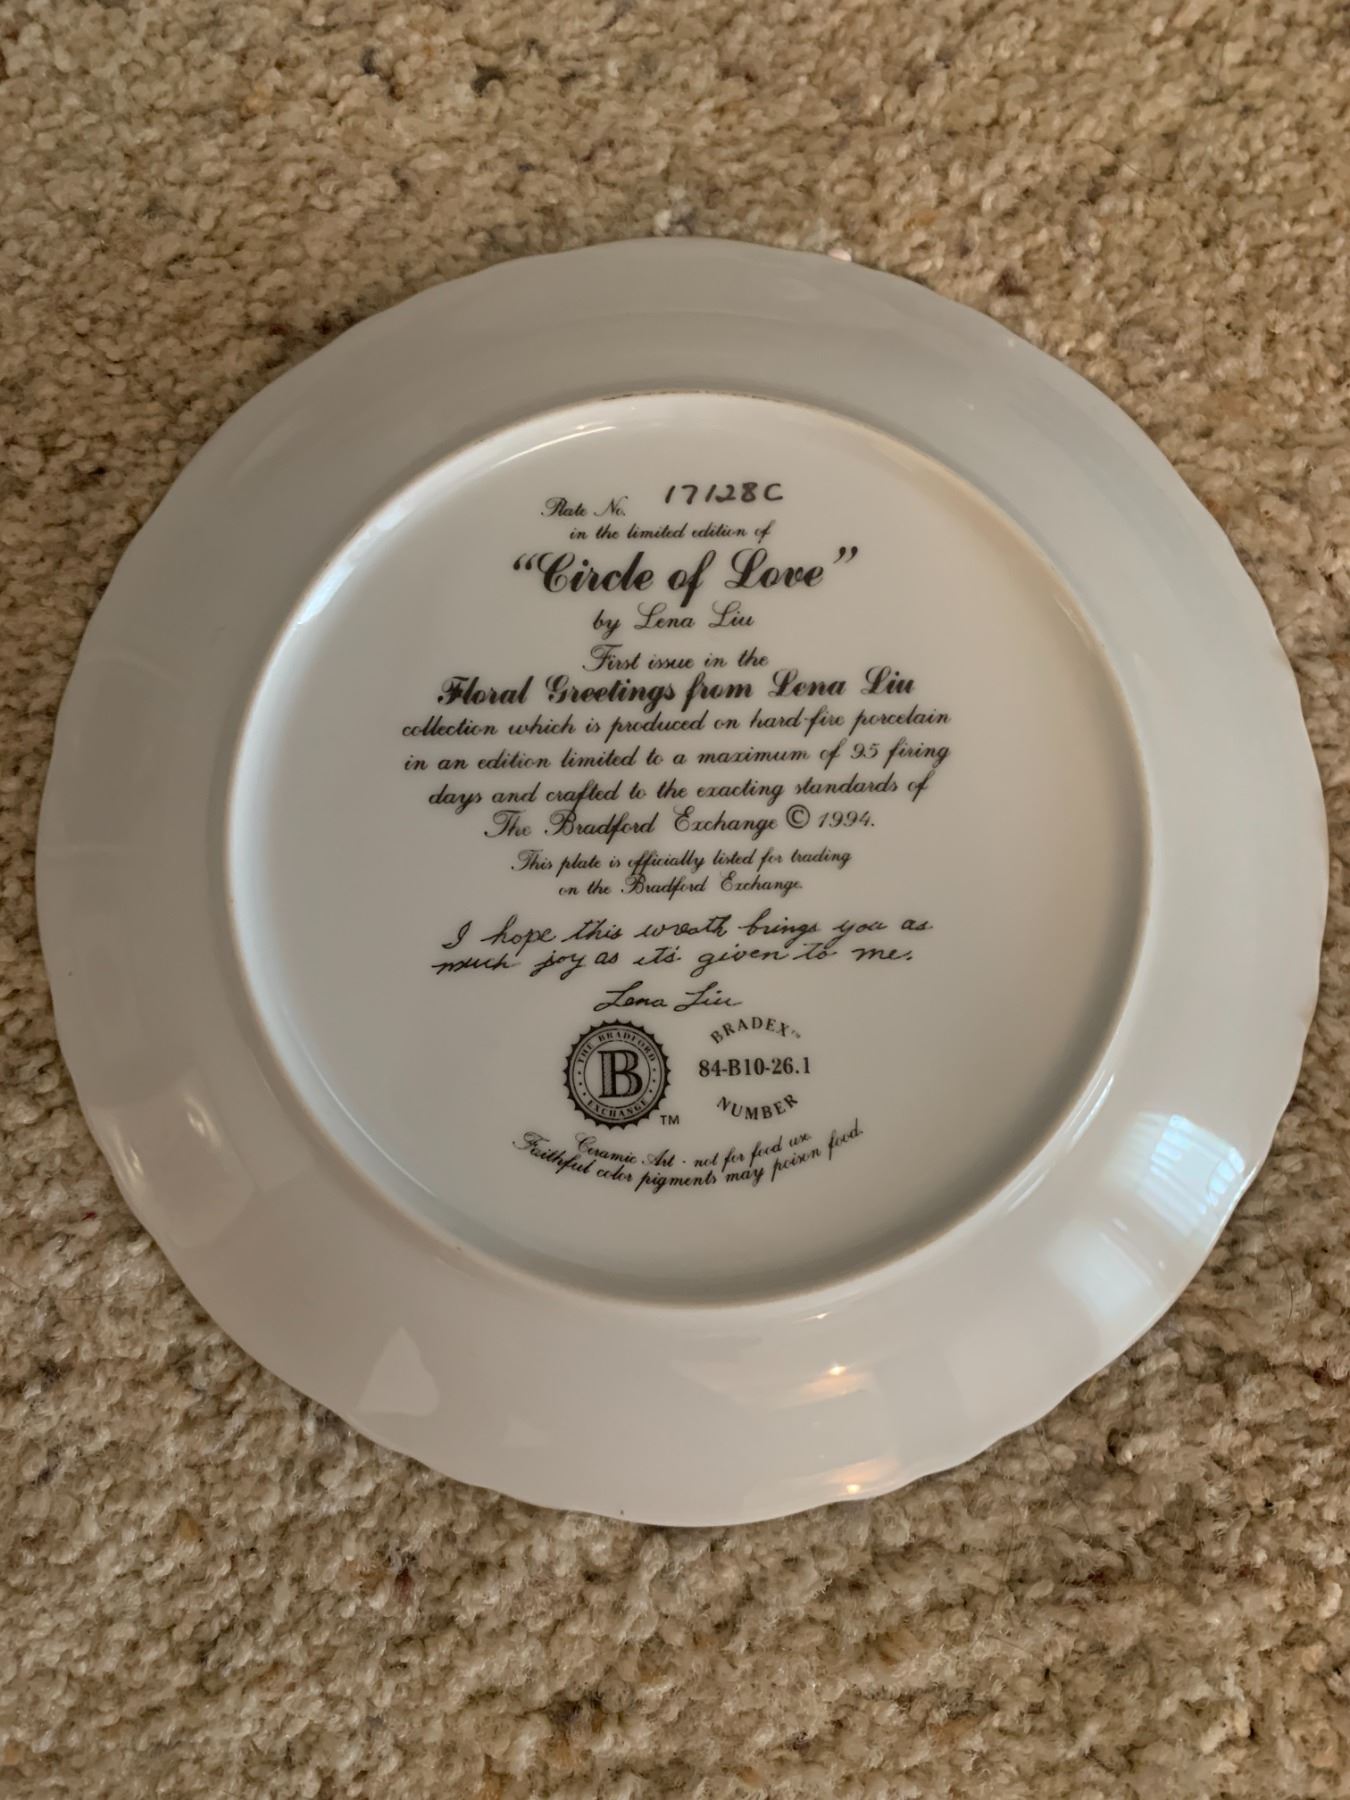 Plate No. 17128C
in the limited edition of
“Circle of Love”
by Lena Liu
First issue in the
Floral Greetings from Lena Liu
collection which is produced on hard-fire porcelain
in an edition limited to a maximum of 95 firing
days and crafted to the exacting standards of
The Bradford Exchange © 1994.
This plate is officially listed for trading
on the Bradford Exchange.
I hope this wreath brings you as
much joy as it's given to me.
Lena Liu
THE BRADFORD
B
EXCHANGE
TM
BRADEX™
84-B10-26.1
NUMBER
Ceramic Art - not for food use.
Faithful color pigments may poison food.